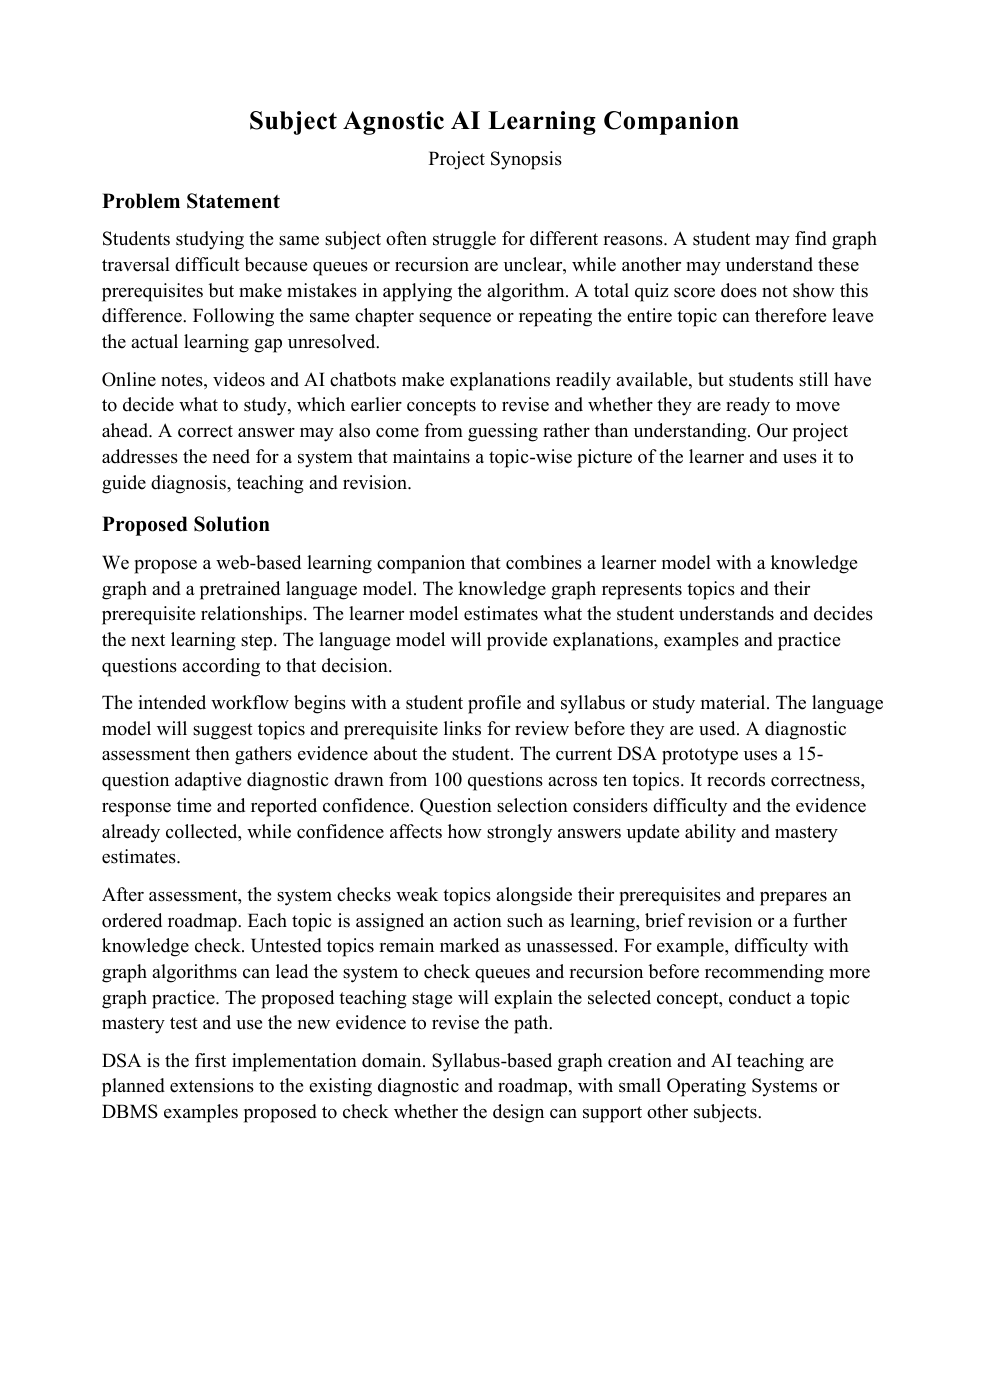 Subject Agnostic AI Learning Companion
Project Synopsis
Problem Statement
Students studying the same subject often struggle for different reasons. A student may find graph
traversal difficult because queues or recursion are unclear, while another may understand these
prerequisites but make mistakes in applying the algorithm. A total quiz score does not show this
difference. Following the same chapter sequence or repeating the entire topic can therefore leave
the actual learning gap unresolved.
Online notes, videos and AI chatbots make explanations readily available, but students still have
to decide what to study, which earlier concepts to revise and whether they are ready to move
ahead. A correct answer may also come from guessing rather than understanding. Our project
addresses the need for a system that maintains a topic-wise picture of the learner and uses it to
guide diagnosis, teaching and revision.
Proposed Solution
We propose a web-based learning companion that combines a learner model with a knowledge
graph and a pretrained language model. The knowledge graph represents topics and their
prerequisite relationships. The learner model estimates what the student understands and decides
the next learning step. The language model will provide explanations, examples and practice
questions according to that decision.
The intended workflow begins with a student profile and syllabus or study material. The language
model will suggest topics and prerequisite links for review before they are used. A diagnostic
assessment then gathers evidence about the student. The current DSA prototype uses a 15-
question adaptive diagnostic drawn from 100 questions across ten topics. It records correctness,
response time and reported confidence. Question selection considers difficulty and the evidence
already collected, while confidence affects how strongly answers update ability and mastery
estimates.
After assessment, the system checks weak topics alongside their prerequisites and prepares an
ordered roadmap. Each topic is assigned an action such as learning, brief revision or a further
knowledge check. Untested topics remain marked as unassessed. For example, difficulty with
graph algorithms can lead the system to check queues and recursion before recommending more
graph practice. The proposed teaching stage will explain the selected concept, conduct a topic
mastery test and use the new evidence to revise the path.
DSA is the first implementation domain. Syllabus-based graph creation and AI teaching are
planned extensions to the existing diagnostic and roadmap, with small Operating Systems or
DBMS examples proposed to check whether the design can support other subjects.